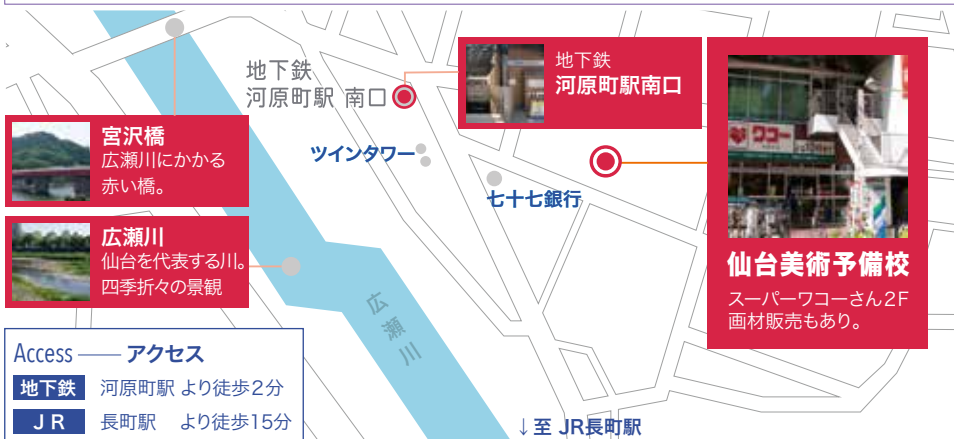 地下鉄
河原町駅 南口
地下鉄
河原町駅南口
宮沢橋
広瀬川にかかる
赤い橋。
ツインタワー
七十七銀行
広瀬川
仙台を代表する川。
四季折々の景観
広瀬川
ワコー
仙台美術予備校
スーパーワコーさん2F
画材販売もあり。
Access アクセス
地下鉄 河原町駅 より徒歩2分
JR 長町駅 より徒歩15分
↓至 JR長町駅